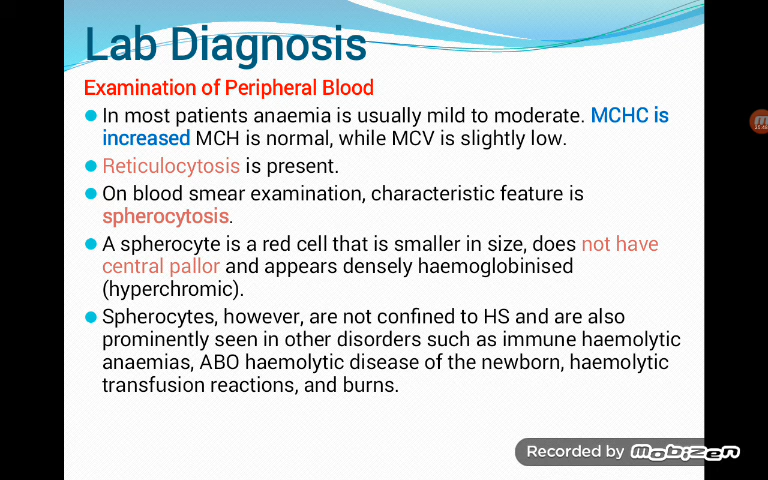 Lab Diagnosis
Examination of Peripheral Blood
In most patients anaemia is usually mild to moderate. MCHC is
increased MCH is normal, while MCV is slightly low.
Reticulocytosis is present.
On blood smear examination, characteristic feature is
spherocytosis.
A spherocyte is a red cell that is smaller in size, does not have
central pallor and appears densely haemoglobinised
(hyperchromic).
Spherocytes, however, are not confined to HS and are also
prominently seen in other disorders such as immune haemolytic
anaemias, ABO haemolytic disease of the newborn, haemolytic
transfusion reactions, and burns.
Recorded by mobizen